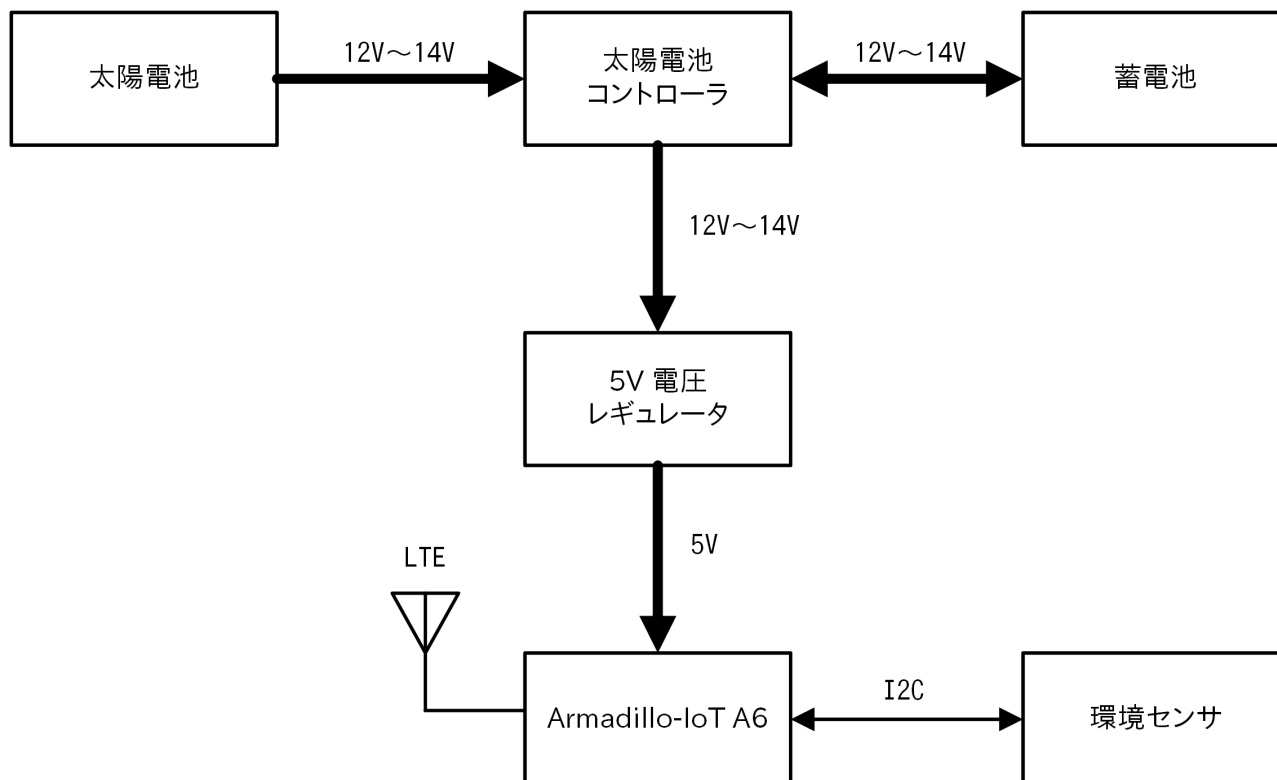 太陽電池
12V～14V
太陽電池
コントローラ
12V～14V
蓄電池
12V～14V
5V 電圧
レギュレータ
5V
LTE
Armadillo-IoT A6
I2C
環境センサ